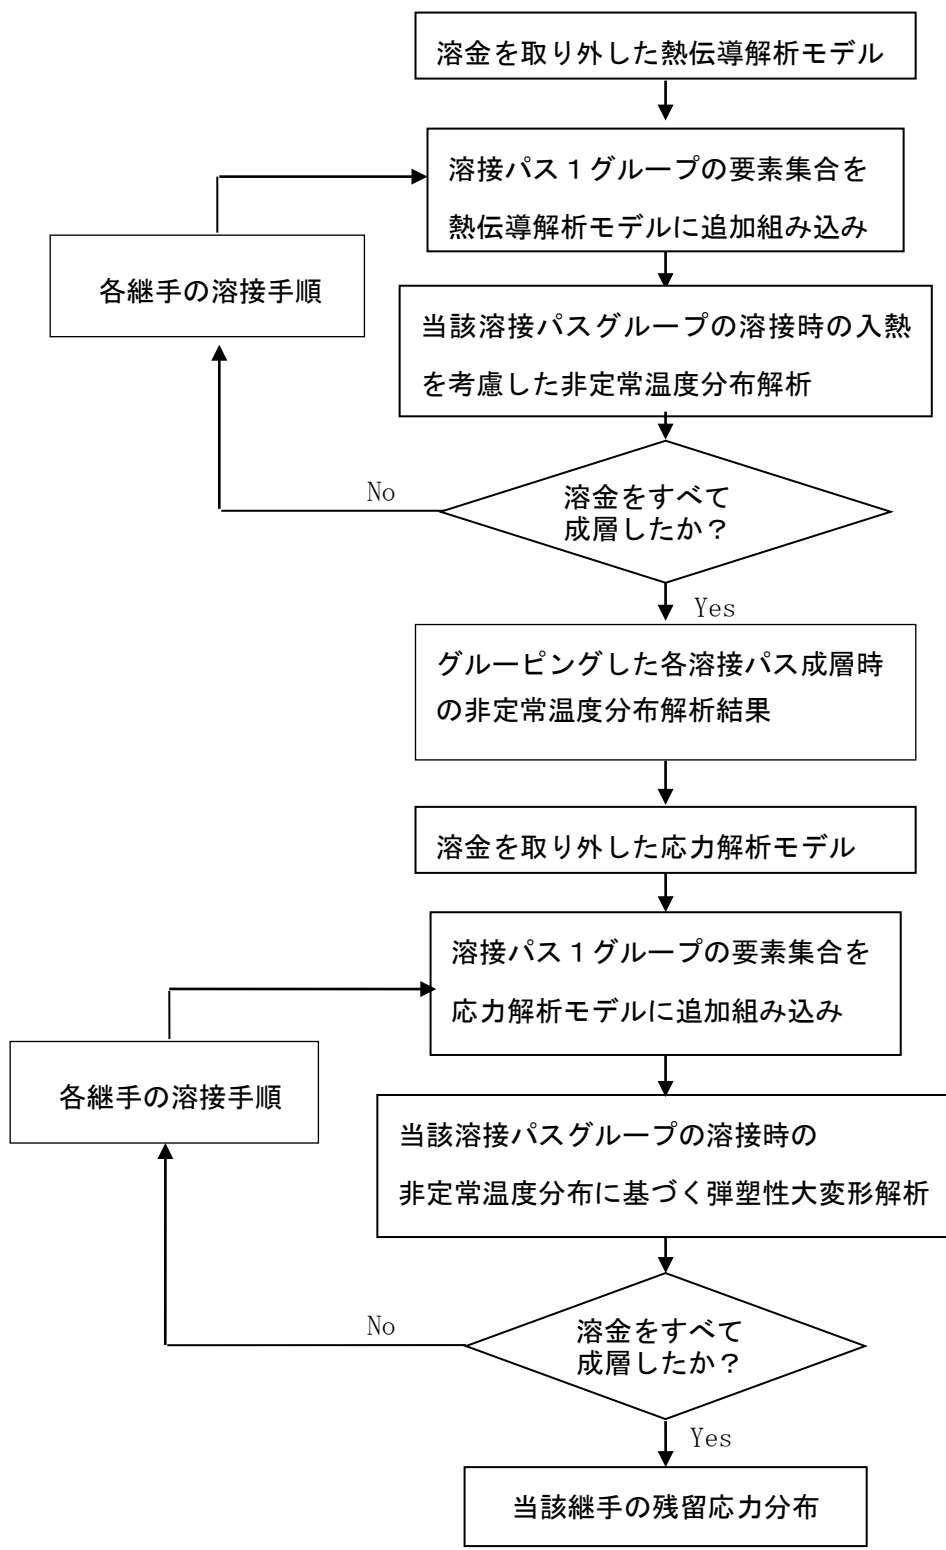 溶金を取り外した熱伝導解析モデル
溶接パス１グループの要素集合を
熱伝導解析モデルに追加組み込み
各継手の溶接手順
当該溶接パスグループの溶接時の入熱
を考慮した非定常温度分布解析
No
溶金をすべて
成層したか？
Yes
グルーピングした各溶接パス成層時
の非定常温度分布解析結果
溶金を取り外した応力解析モデル
溶接パス１グループの要素集合を
応力解析モデルに追加組み込み
各継手の溶接手順
当該溶接パスグループの溶接時の
非定常温度分布に基づく弾塑性大変形解析
No
溶金をすべて
成層したか？
Yes
当該継手の残留応力分布